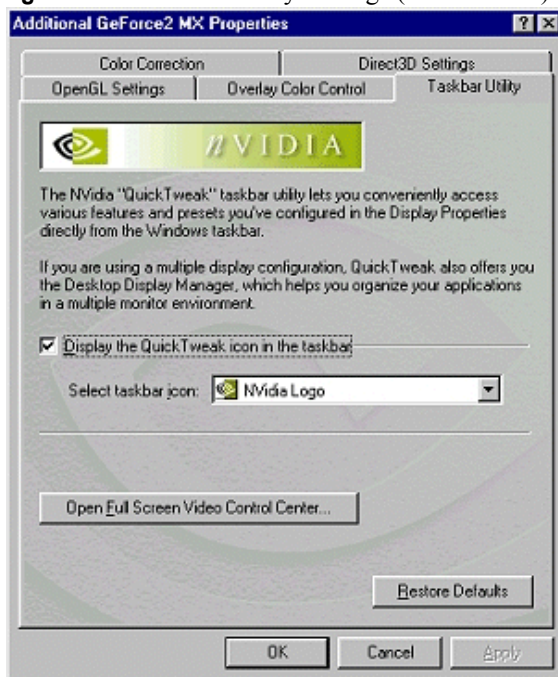 Additional GeForce2 MX Properties
Color Correction
Direct3D Settings
OpenGL Settings
Overlay Color Control
Taskbar Utility
nVIDIA
The NVidia "QuickTweak" taskbar utility lets you conveniently access
various features and presets you've configured in the Display Properties
directly from the Windows taskbar.
If you are using a multiple display configuration, QuickTweak also offers you
the Desktop Display Manager, which helps you organize your applications
in a multiple monitor environment.
Display the QuickTweak icon in the taskbar
Select taskbar icon:
NVidia Logo
Open Full Screen Video Control Center...
Restore Defaults
OK
Cancel
Apply